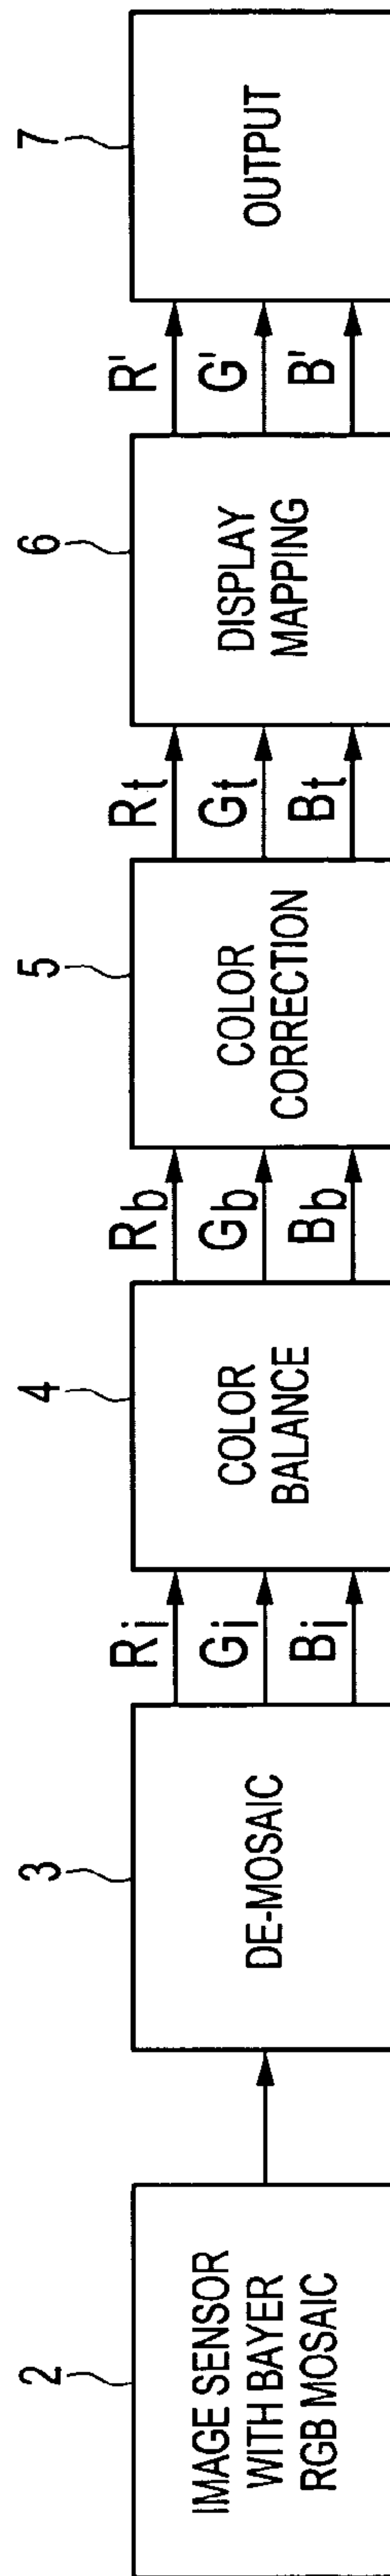 2
IMAGE SENSOR
WITH BAYER
RGB MOSAIC
3
DE-MOSAIC
Ri
Gi
Bi
4
COLOR
BALANCE
Rb
Gb
Bb
5
COLOR
CORRECTION
Rt
Gt
Bt
6
DISPLAY
MAPPING
R'
G'
B'
7
OUTPUT